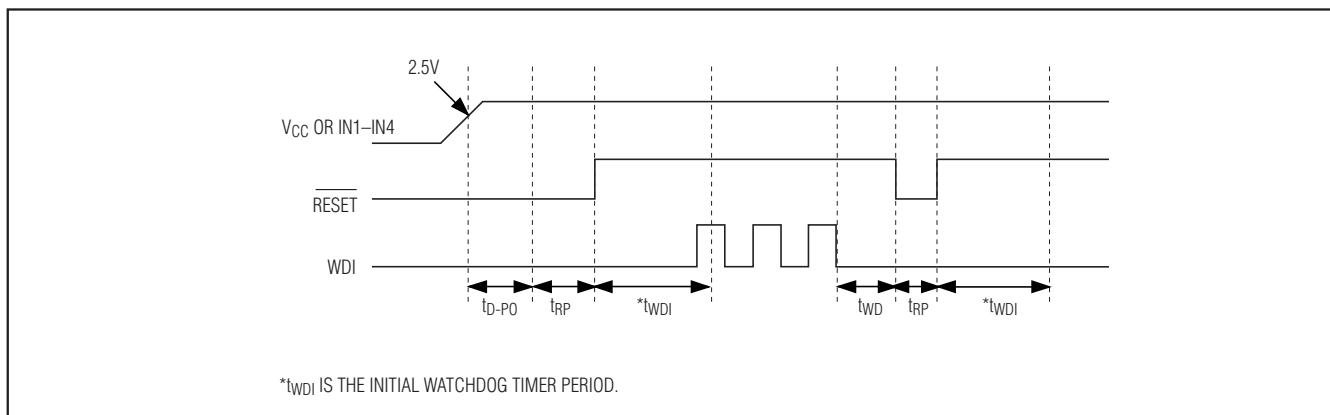 2.5V
VCC OR IN1–IN4
RESET
WDI
tD-PO tRP *tWDI tWD tRP *tWDI
*tWDI IS THE INITIAL WATCHDOG TIMER PERIOD.